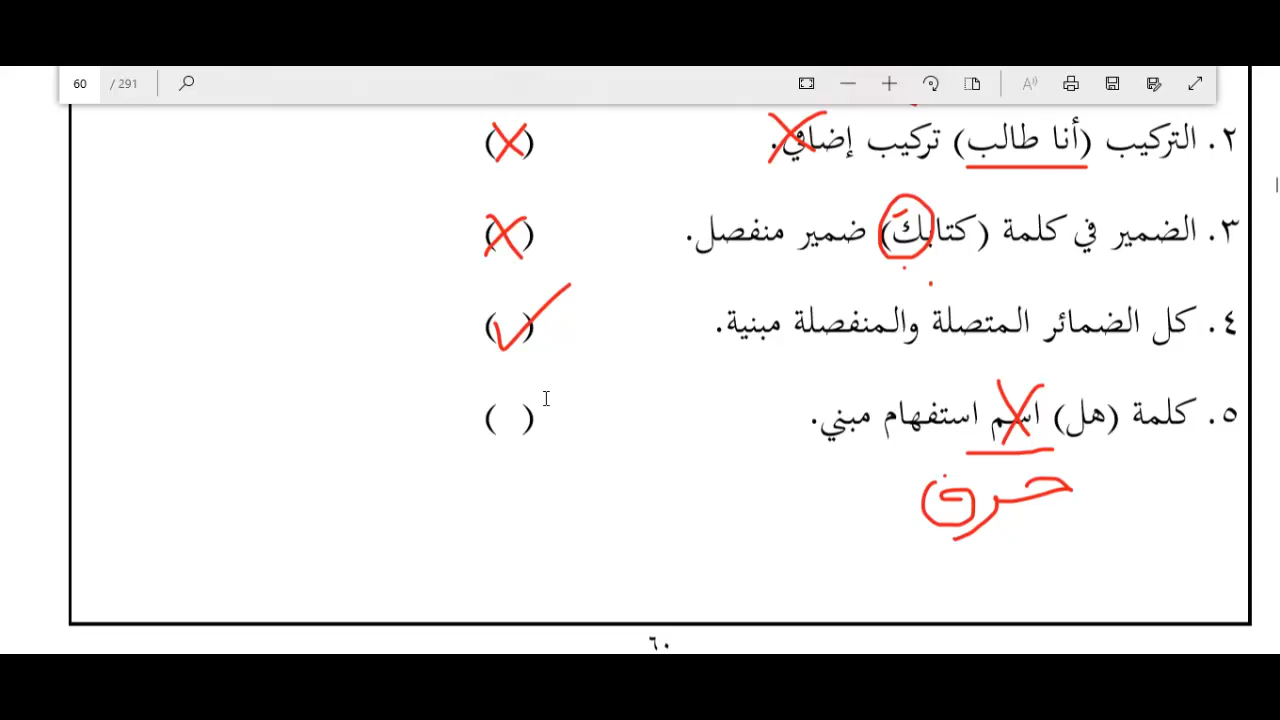 60 / 291
٢. التركيب (أنا طالب) تركيب إضافي. ( )
٣. الضمير في كلمة (كتابكَ) ضمير منفصل. ( )
٤. كل الضمائر المتصلة والمنفصلة مبنية. ( )
٥. كلمة (هل) اسم استفهام مبني. ( )
حرف
٦٠